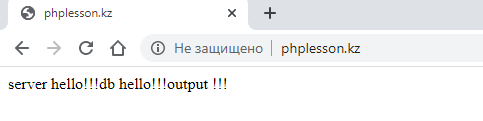 phplesson.kz
Не защищено phplesson.kz
server hello!!!db hello!!!output !!!